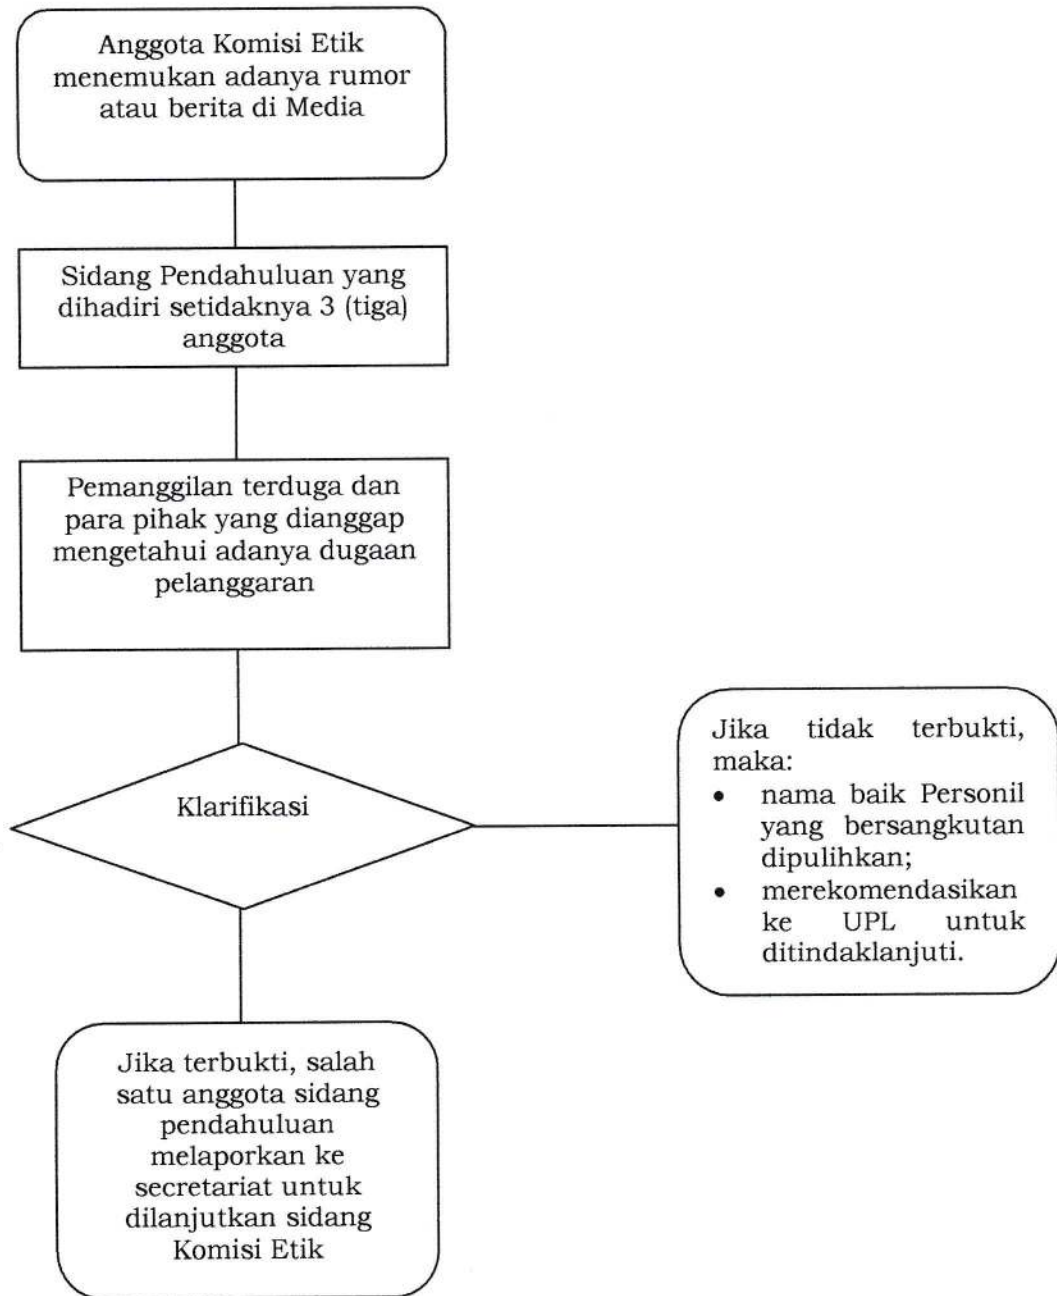 Anggota Komisi Etik
menemukan adanya rumor
atau berita di Media
Sidang Pendahuluan yang
dihadiri setidaknya 3 (tiga)
anggota
Pemanggilan terduga dan
para pihak yang dianggap
mengetahui adanya dugaan
pelanggaran
Klarifikasi
Jika tidak terbukti,
maka:
• nama baik Personil
yang bersangkutan
dipulihkan;
• merekomendasikan
ke UPL untuk
ditindaklanjuti.
Jika terbukti, salah
satu anggota sidang
pendahuluan
melaporkan ke
secretariat untuk
dilanjutkan sidang
Komisi Etik